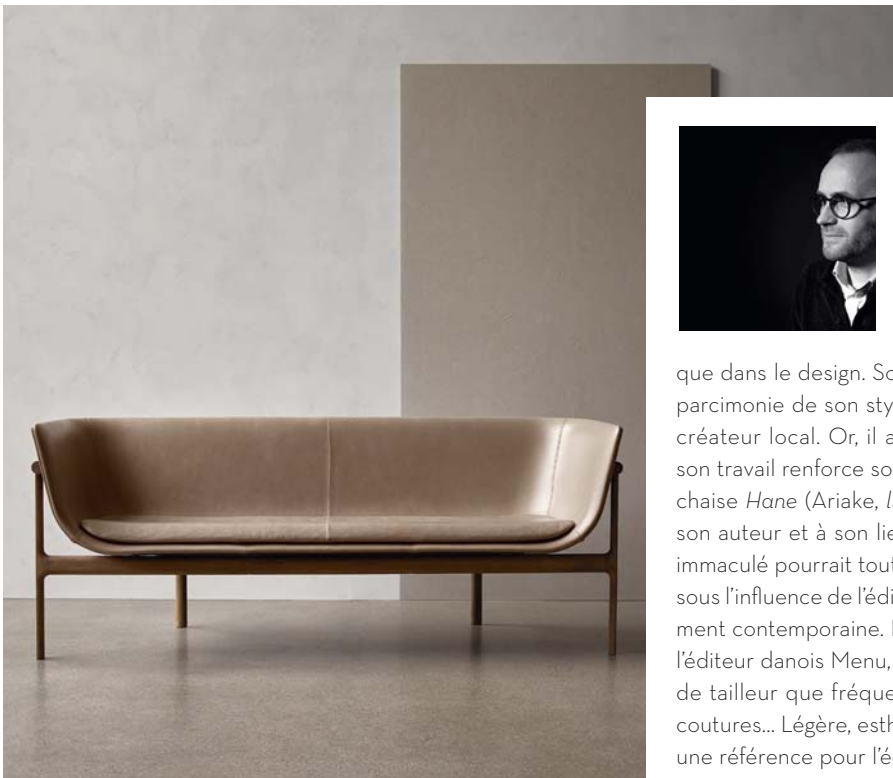 que dans le design. So
parcimonie de son sty
créateur local. Or, il a
son travail renforce so
chaise Hane (Ariake,
son auteur et à son lie
immaculé pourrait tout
sous l'influence de l'édi
ment contemporaine.
l'éditeur danois Menu,
de tailleur que fréque
coutures... Légère, esth
une référence pour l'é